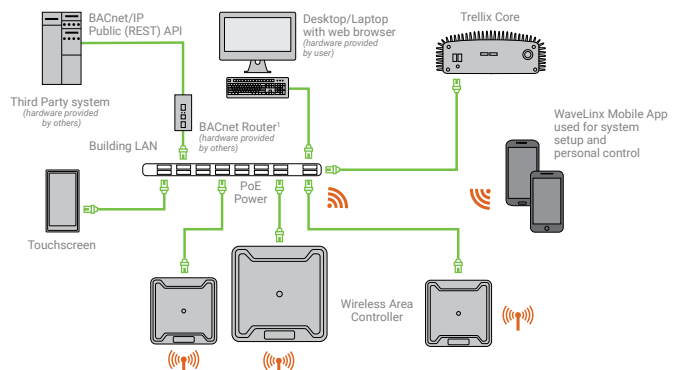 BACnet/IP
Public (REST) API
Desktop/Laptop
with web browser
(hardware provided
by user)
Trellix Core
Third Party system
(hardware provided
by others)
BACnet Router¹
(hardware provided
by others)
Building LAN
WaveLinx Mobile App
used for system
setup and
personal control
PoE
Power
Touchscreen
Wireless Area
Controller